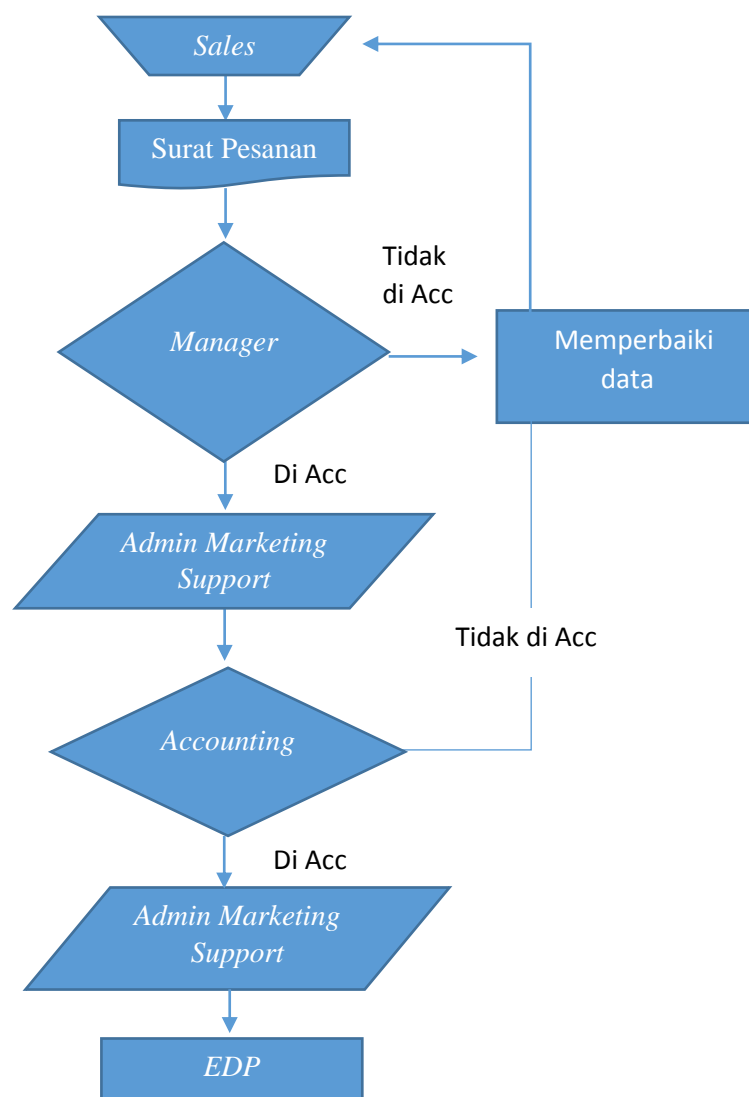 Sales
Surat Pesanan
Tidak
di Acc
Manager
Memperbaiki
data
Di Acc
Admin Marketing
Support
Tidak di Acc
Accounting
Di Acc
Admin Marketing
Support
EDP